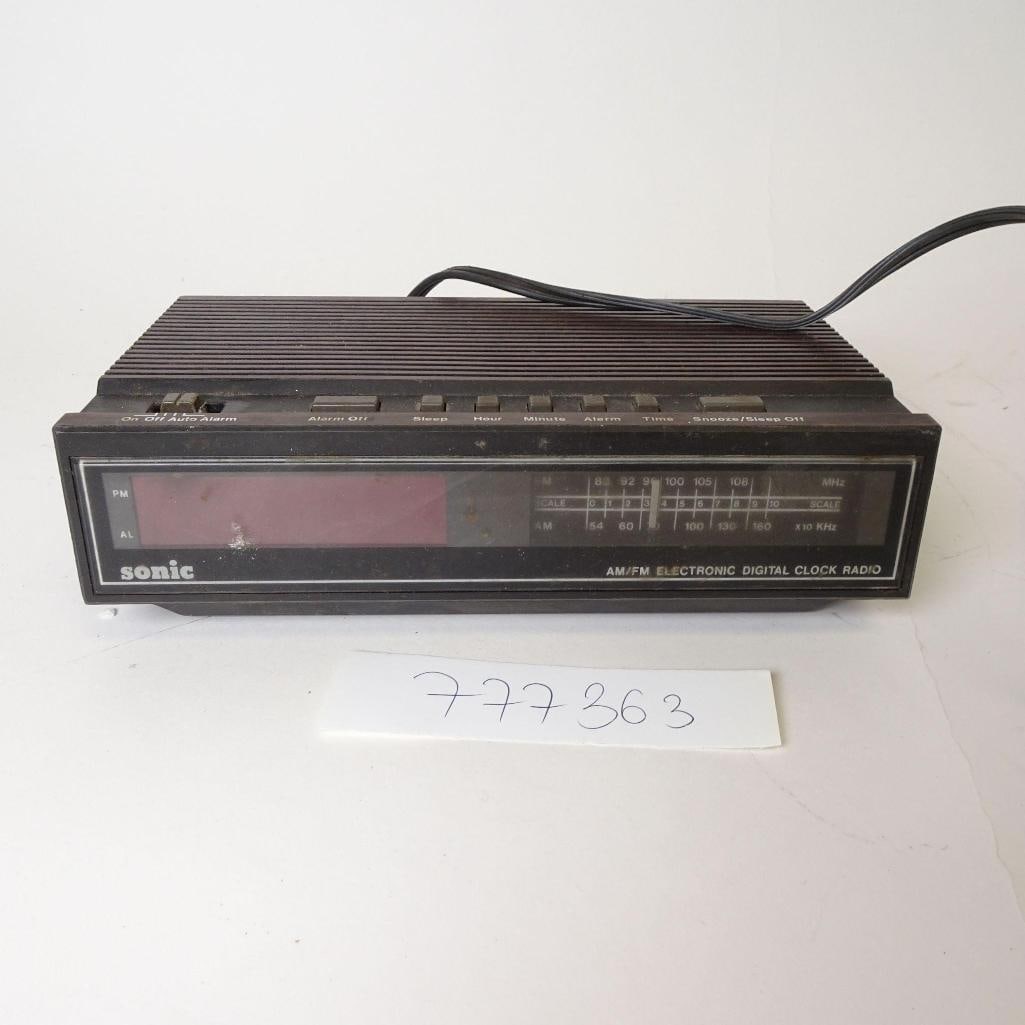 On Off Auto Alarm Alarm Off Sleep Hour Minute Alarm Time Snooze/Sleep Off
PM
AL
88 92 100 105 108 MHz
SCALE 0 1 2 3 4 5 6 7 8 9 10 SCALE
AM 54 60 100 130 160 x10 KHz
sonic
AM/FM ELECTRONIC DIGITAL CLOCK RADIO
777363